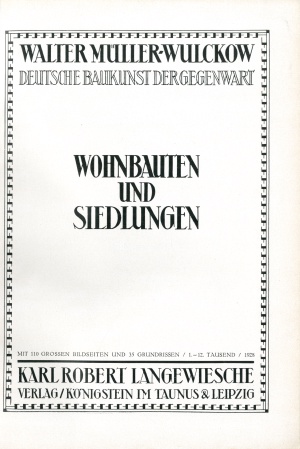 WALTER MÜLLER-WULCKOW
DEUTSCHE BAUKUNST DER GEGENWART
WOHNBAUTEN
UND
SIEDLUNGEN
MIT 110 GROSSEN BILDSEITEN UND 35 GRUNDRISSEN / 1.—12. TAUSEND / 1928
KARL ROBERT LANGEWIESCHE
VERLAG / KÖNIGSTEIN IM TAUNUS & LEIPZIG